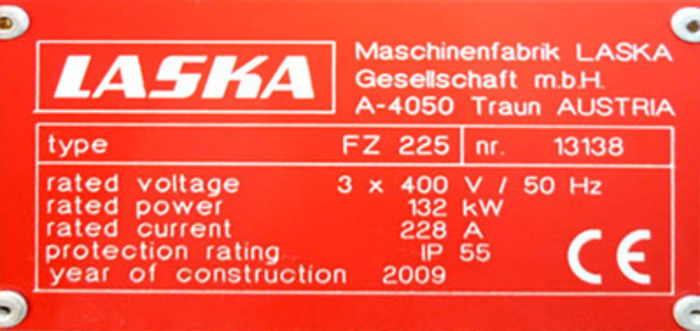 LASKA
Maschinenfabrik LASKA
Gesellschaft m.b.H.
A-4050 Traun AUSTRIA
type FZ 225 nr. 13138
rated voltage 3 x 400 V / 50 Hz
rated power 132 kW
rated current 228 A
protection rating IP 55
year of construction 2009
CE